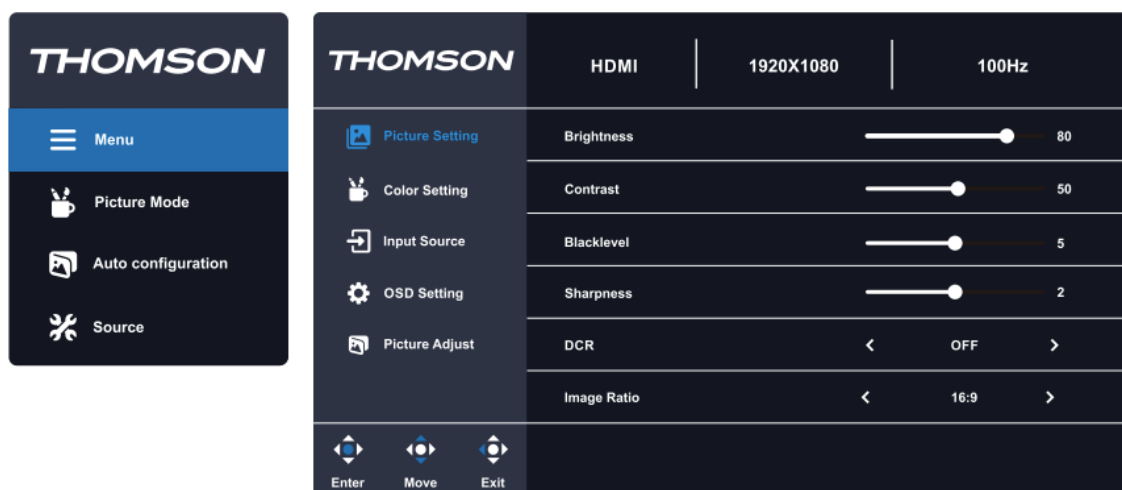 THOMSON
Menu
Picture Mode
Auto configuration
Source
THOMSON
HDMI
1920X1080
100Hz
Picture Setting
Color Setting
Input Source
OSD Setting
Picture Adjust
Brightness 80
Contrast 50
Blacklevel 5
Sharpness 2
DCR OFF
Image Ratio 16:9
Enter Move Exit